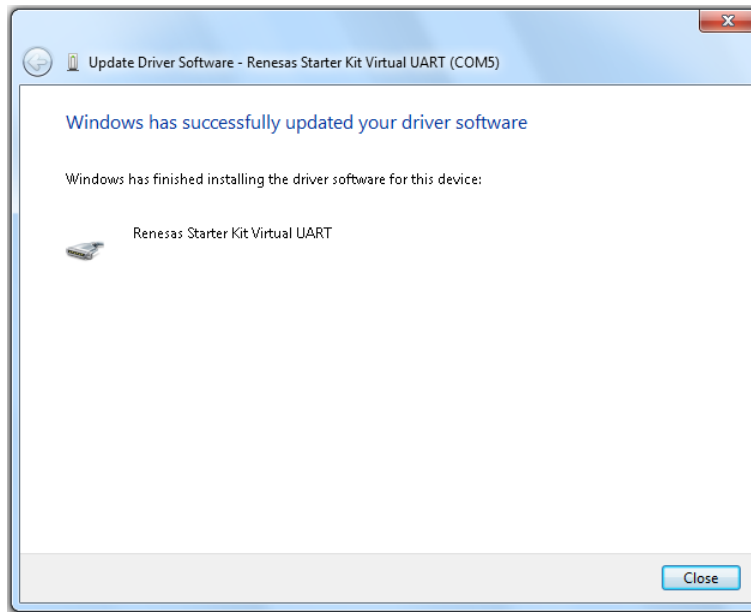 Update Driver Software - Renesas Starter Kit Virtual UART (COM5)
Windows has successfully updated your driver software
Windows has finished installing the driver software for this device:
Renesas Starter Kit Virtual UART
Close